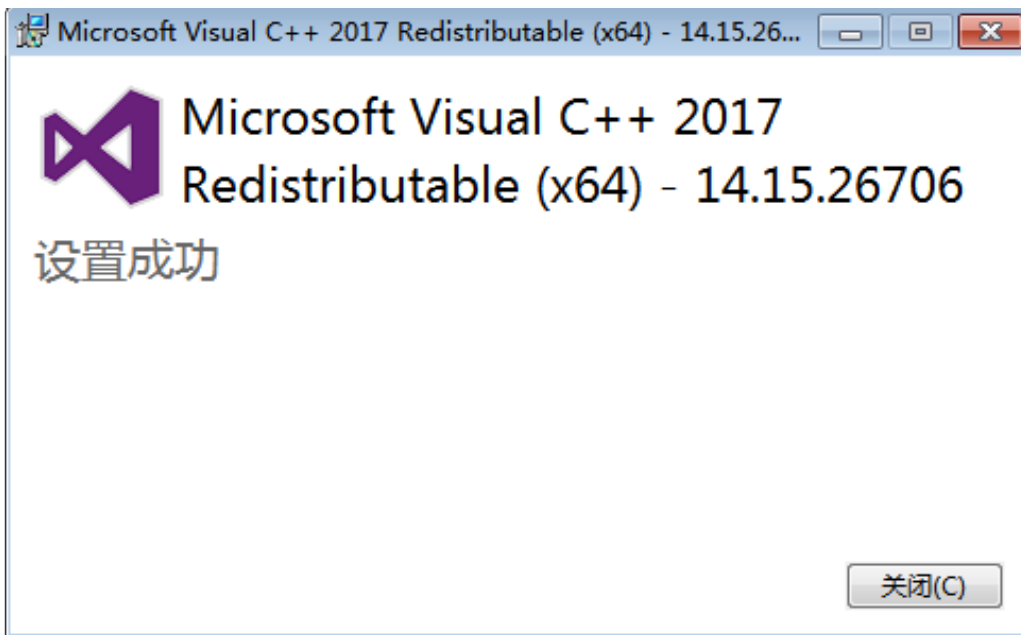 Microsoft Visual C++ 2017 Redistributable (x64) - 14.15.26...
Microsoft Visual C++ 2017
Redistributable (x64) - 14.15.26706
设置成功
关闭(C)